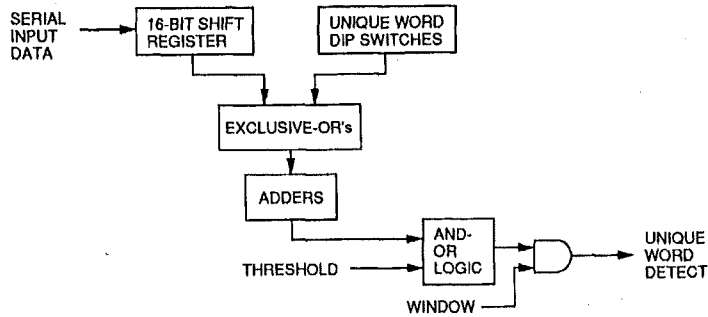 SERIAL
INPUT
DATA
16-BIT SHIFT
REGISTER
UNIQUE WORD
DIP SWITCHES
EXCLUSIVE-OR's
ADDERS
THRESHOLD
AND-
OR
LOGIC
WINDOW
UNIQUE
WORD
DETECT